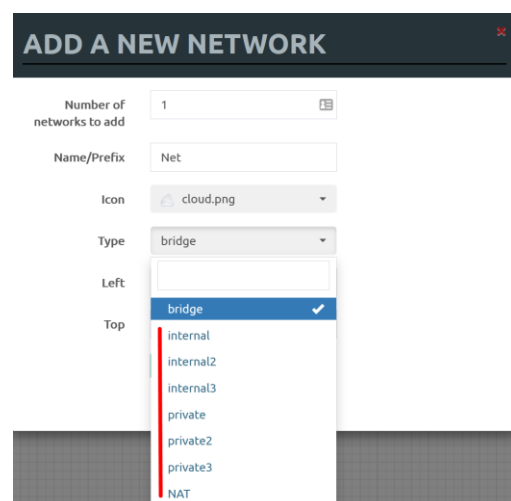 ADD A NEW NETWORK
Number of
networks to add
1
Name/Prefix
Net
Icon
cloud.png
Type
bridge
Left
bridge
Top
internal
internal2
internal3
private
private2
private3
NAT